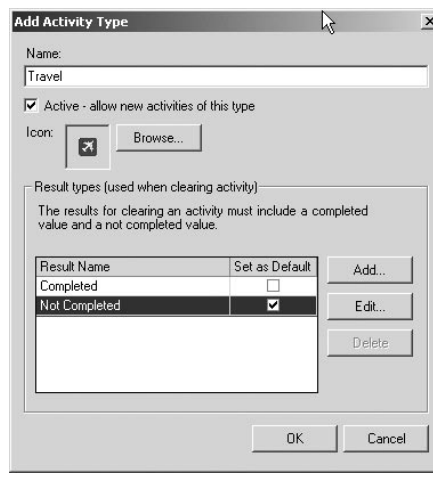 Add Activity Type
Name:
Travel
Active - allow new activities of this type
Icon:
Browse...
Result types (used when clearing activity)
The results for clearing an activity must include a completed
value and a not completed value.
Result Name Set as Default
Completed
Not Completed
Add...
Edit...
Delete
OK Cancel